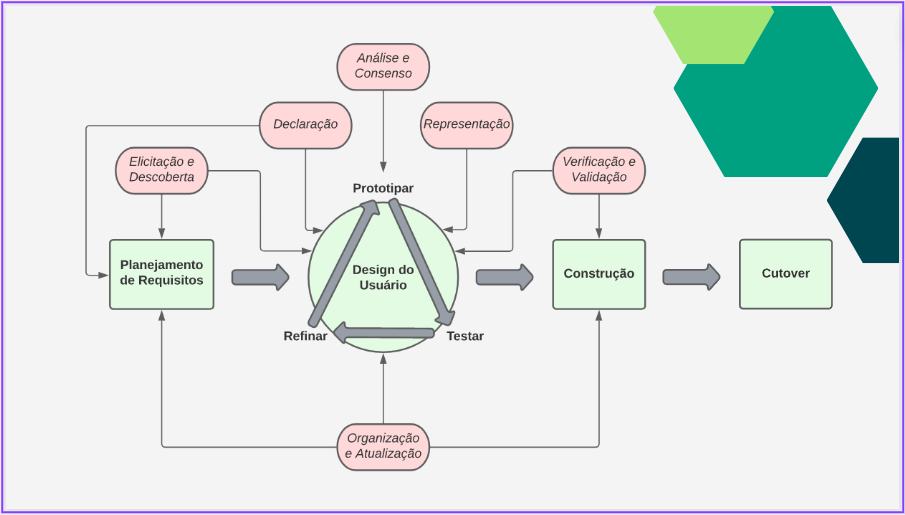 Análise e
Consenso
Declaração
Representação
Elicitação e
Descoberta
Verificação e
Validação
Prototipar
Planejamento
de Requisitos
Design do
Usuário
Construção
Cutover
Refinar
Testar
Organização
e Atualização